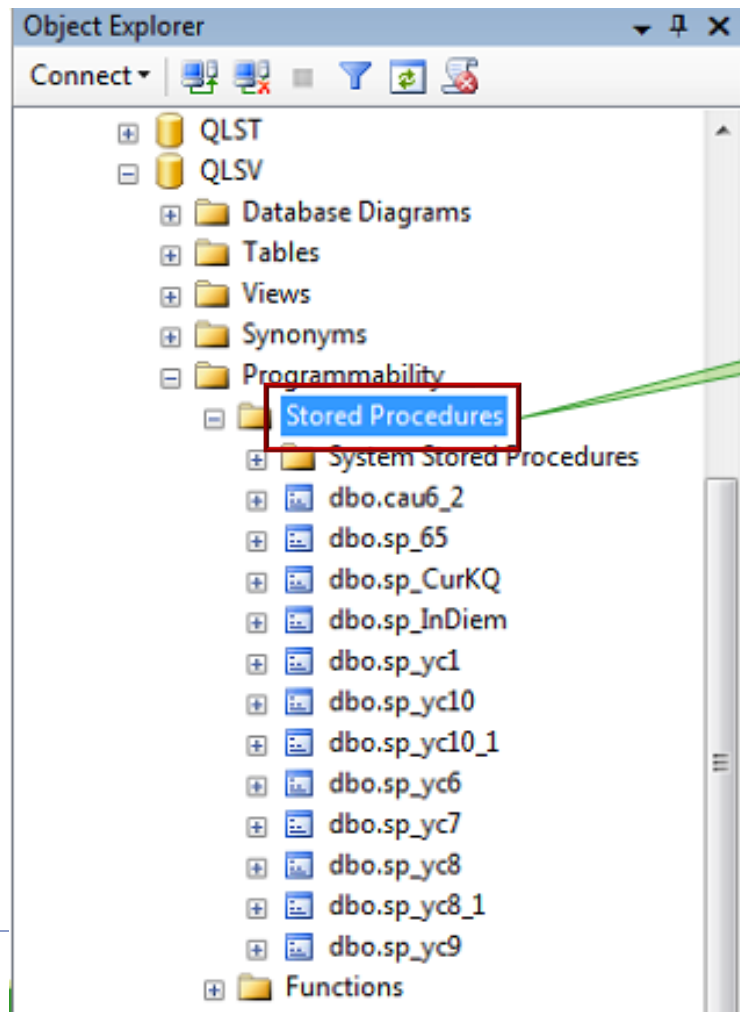 Object Explorer
Connect
QLST
QLSV
Database Diagrams
Tables
Views
Synonyms
Programmability
Stored Procedures
System Stored Procedures
dbo.cau6_2
dbo.sp_65
dbo.sp_CurKQ
dbo.sp_InDiem
dbo.sp_yc1
dbo.sp_yc10
dbo.sp_yc10_1
dbo.sp_yc6
dbo.sp_yc7
dbo.sp_yc8
dbo.sp_yc8_1
dbo.sp_yc9
Functions